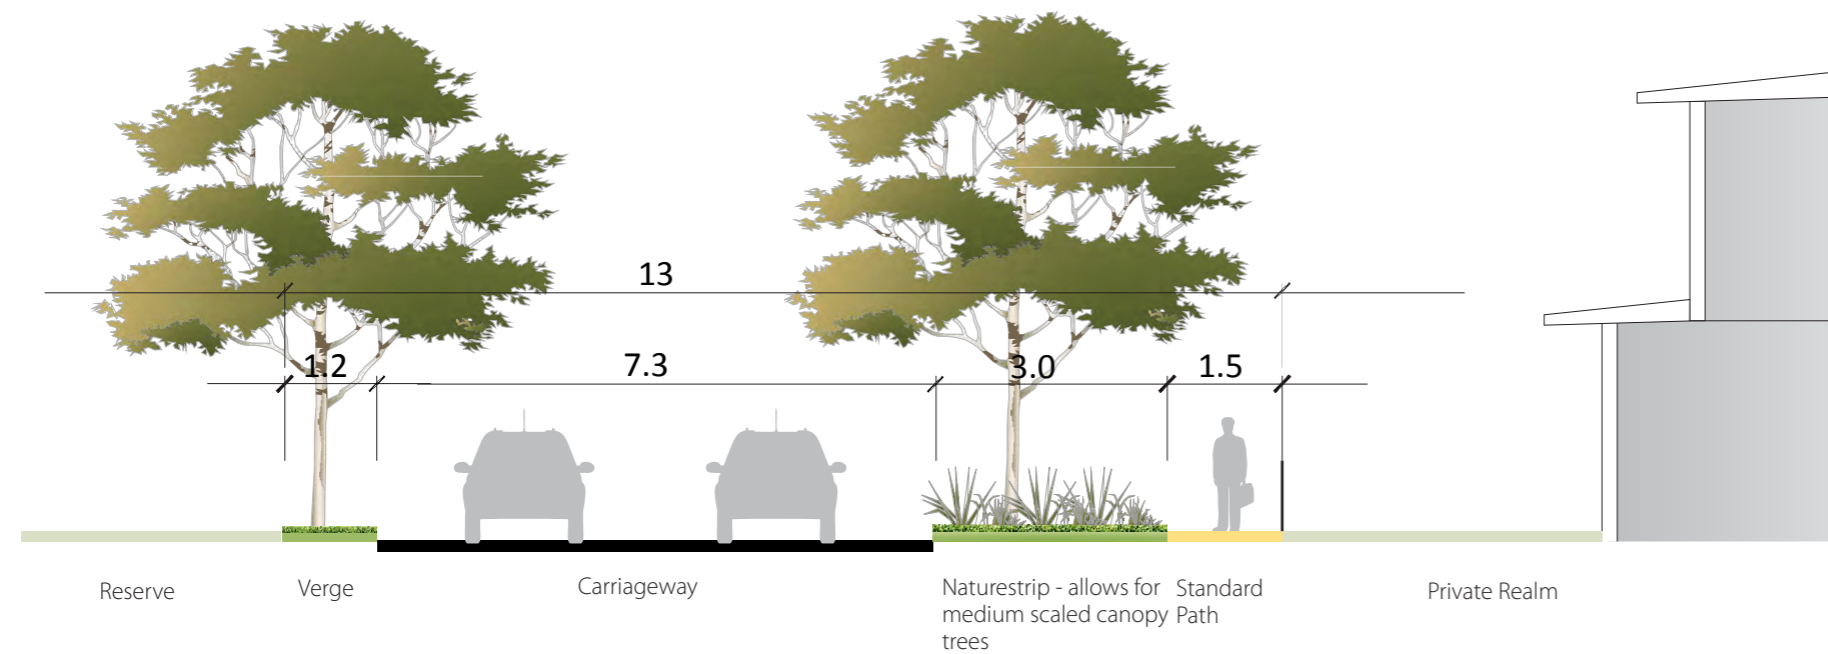 13
1.2
7.3
3.0
1.5
Reserve
Verge
Carriageway
Naturestrip - allows for
medium scaled canopy
trees
Standard
Path
Private Realm